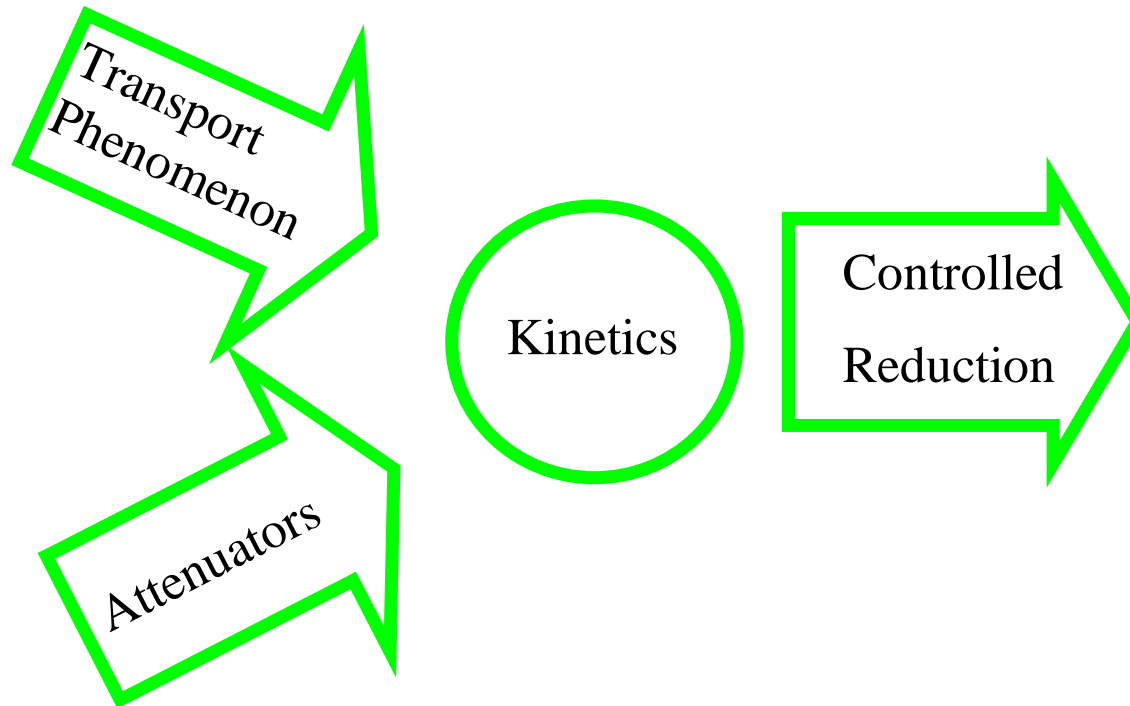 Transport
Phenomenon
Kinetics
Controlled
Reduction
Attenuators